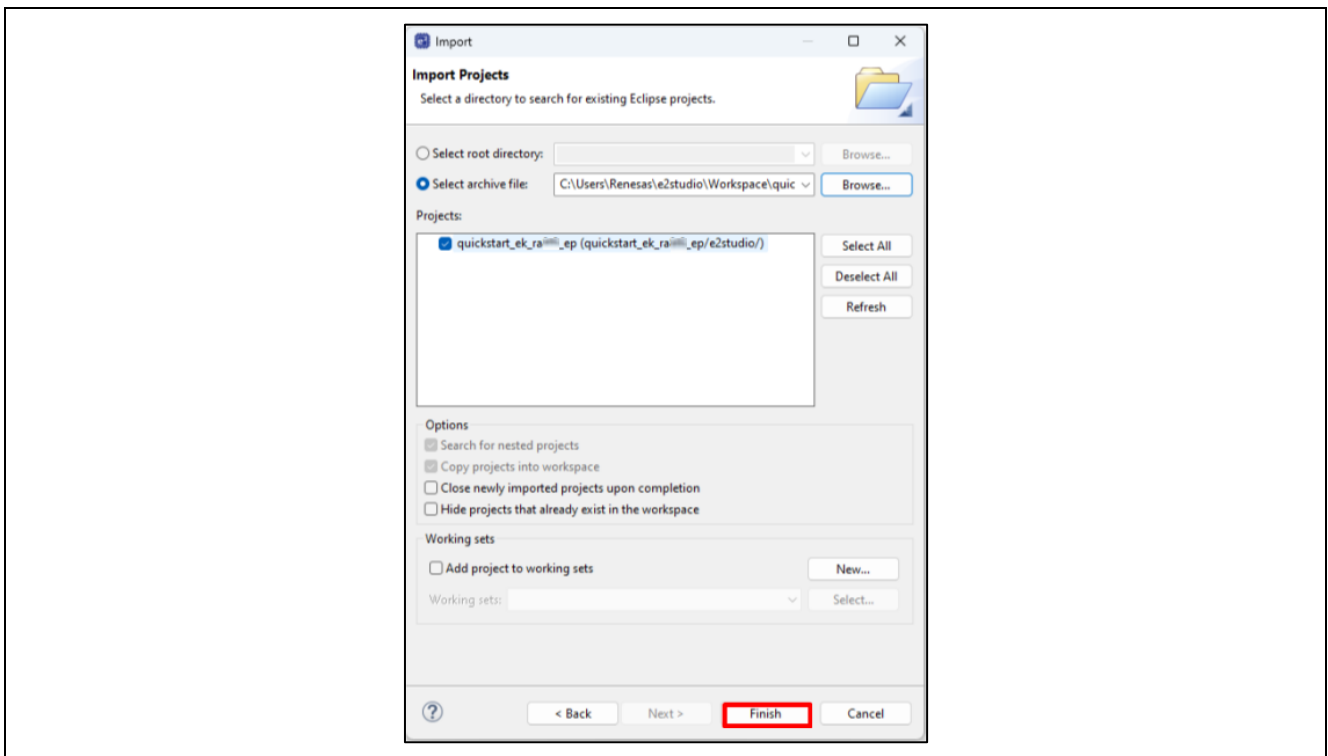 Import
Import Projects
Select a directory to search for existing Eclipse projects.
Select root directory:
Browse...
Select archive file: C:\Users\Renesas\e2studio\Workspace\quic Browse...
Projects:
Select All
Deselect All
Refresh
Options
Search for nested projects
Copy projects into workspace
Close newly imported projects upon completion
Hide projects that already exist in the workspace
Working sets
Add project to working sets
New...
Working sets:
Select...
? < Back Next > Finish Cancel